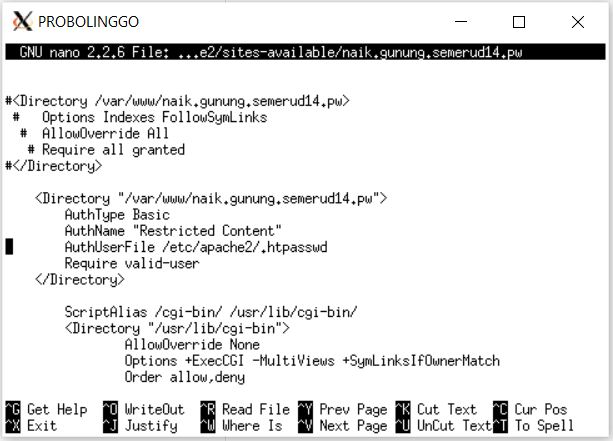 PROBOLINGGO
GNU nano 2.2.6 File: ...e2/sites-available/naik.gunung.semerud14.pw
#<Directory /var/www/naik.gunung.semerud14.pw>
#   Options Indexes FollowSymLinks
#  AllowOverride All
# Require all granted
#</Directory>
<Directory "/var/www/naik.gunung.semerud14.pw">
AuthType Basic
AuthName "Restricted Content"
AuthUserFile /etc/apache2/.htpasswd
Require valid-user
</Directory>
ScriptAlias /cgi-bin/ /usr/lib/cgi-bin/
<Directory "/usr/lib/cgi-bin">
AllowOverride None
Options +ExecCGI -MultiViews +SymLinksIfOwnerMatch
Order allow,deny
^G Get Help  ^O WriteOut  ^R Read File ^Y Prev Page ^K Cut Text  ^C Cur Pos
^X Exit      ^J Justify   ^W Where Is  ^V Next Page ^U UnCut Text^T To Spell